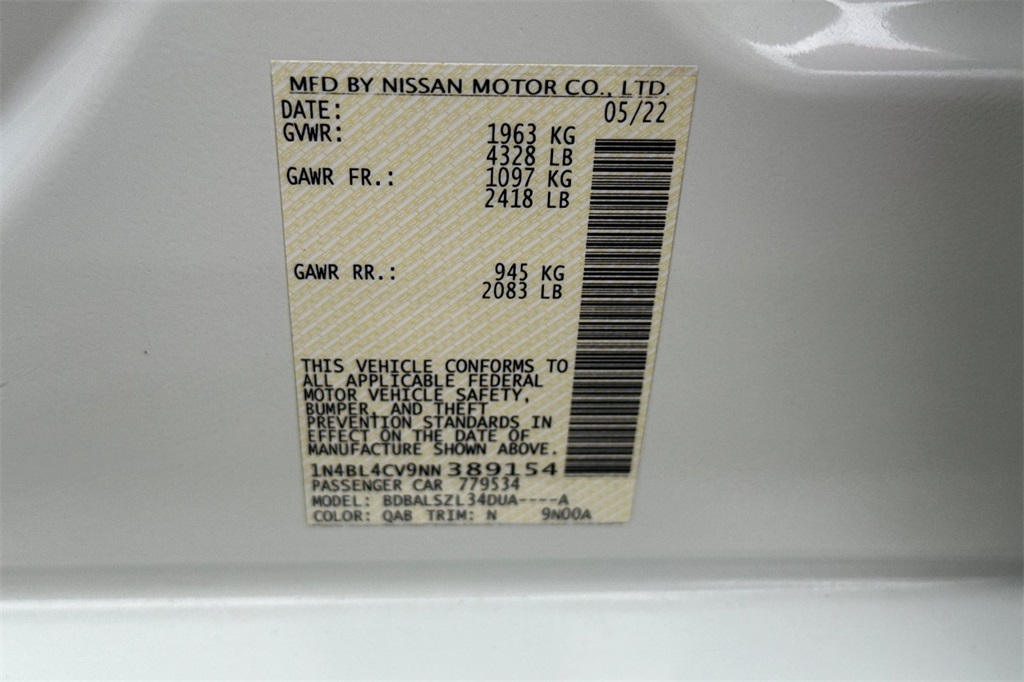 MFD BY NISSAN MOTOR CO., LTD.
DATE: 05/22
GVWR: 1963 KG
4328 LB
GAWR FR.: 1097 KG
2418 LB
GAWR RR.: 945 KG
2083 LB
THIS VEHICLE CONFORMS TO
ALL APPLICABLE FEDERAL
MOTOR VEHICLE SAFETY,
BUMPER, AND THEFT
PREVENTION STANDARDS IN
EFFECT ON THE DATE OF
MANUFACTURE SHOWN ABOVE.
1N4BL4CV9NN389154
PASSENGER CAR 779534
MODEL: BDBALSZL34DUA----A
COLOR: QAB TRIM: N 9N00A